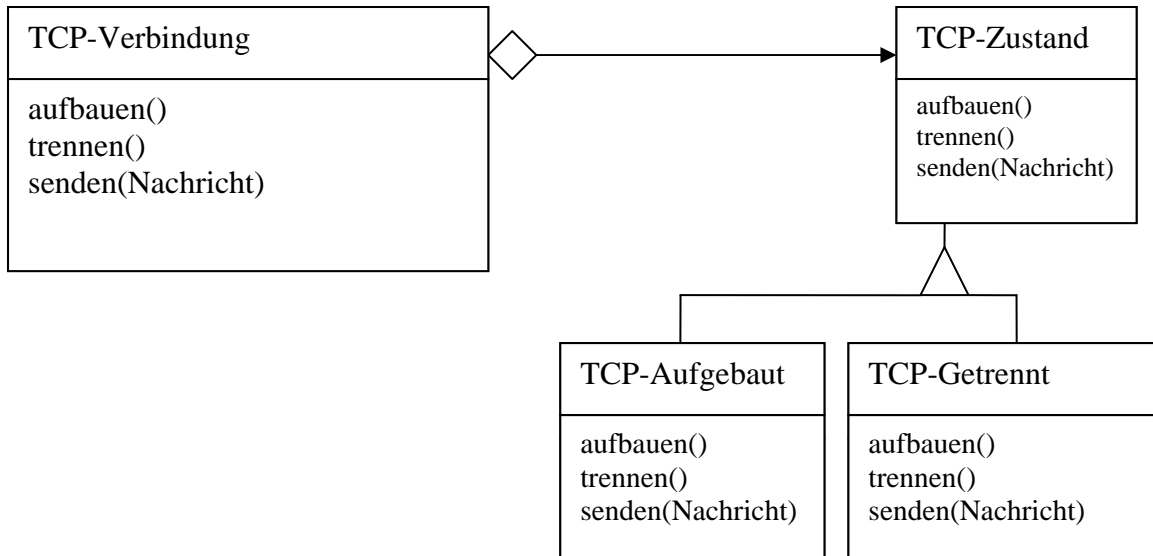 TCP-Verbindung
aufbauen()
trennen()
senden(Nachricht)
TCP-Zustand
aufbauen()
trennen()
senden(Nachricht)
TCP-Aufgebaut
aufbauen()
trennen()
senden(Nachricht)
TCP-Getrennt
aufbauen()
trennen()
senden(Nachricht)